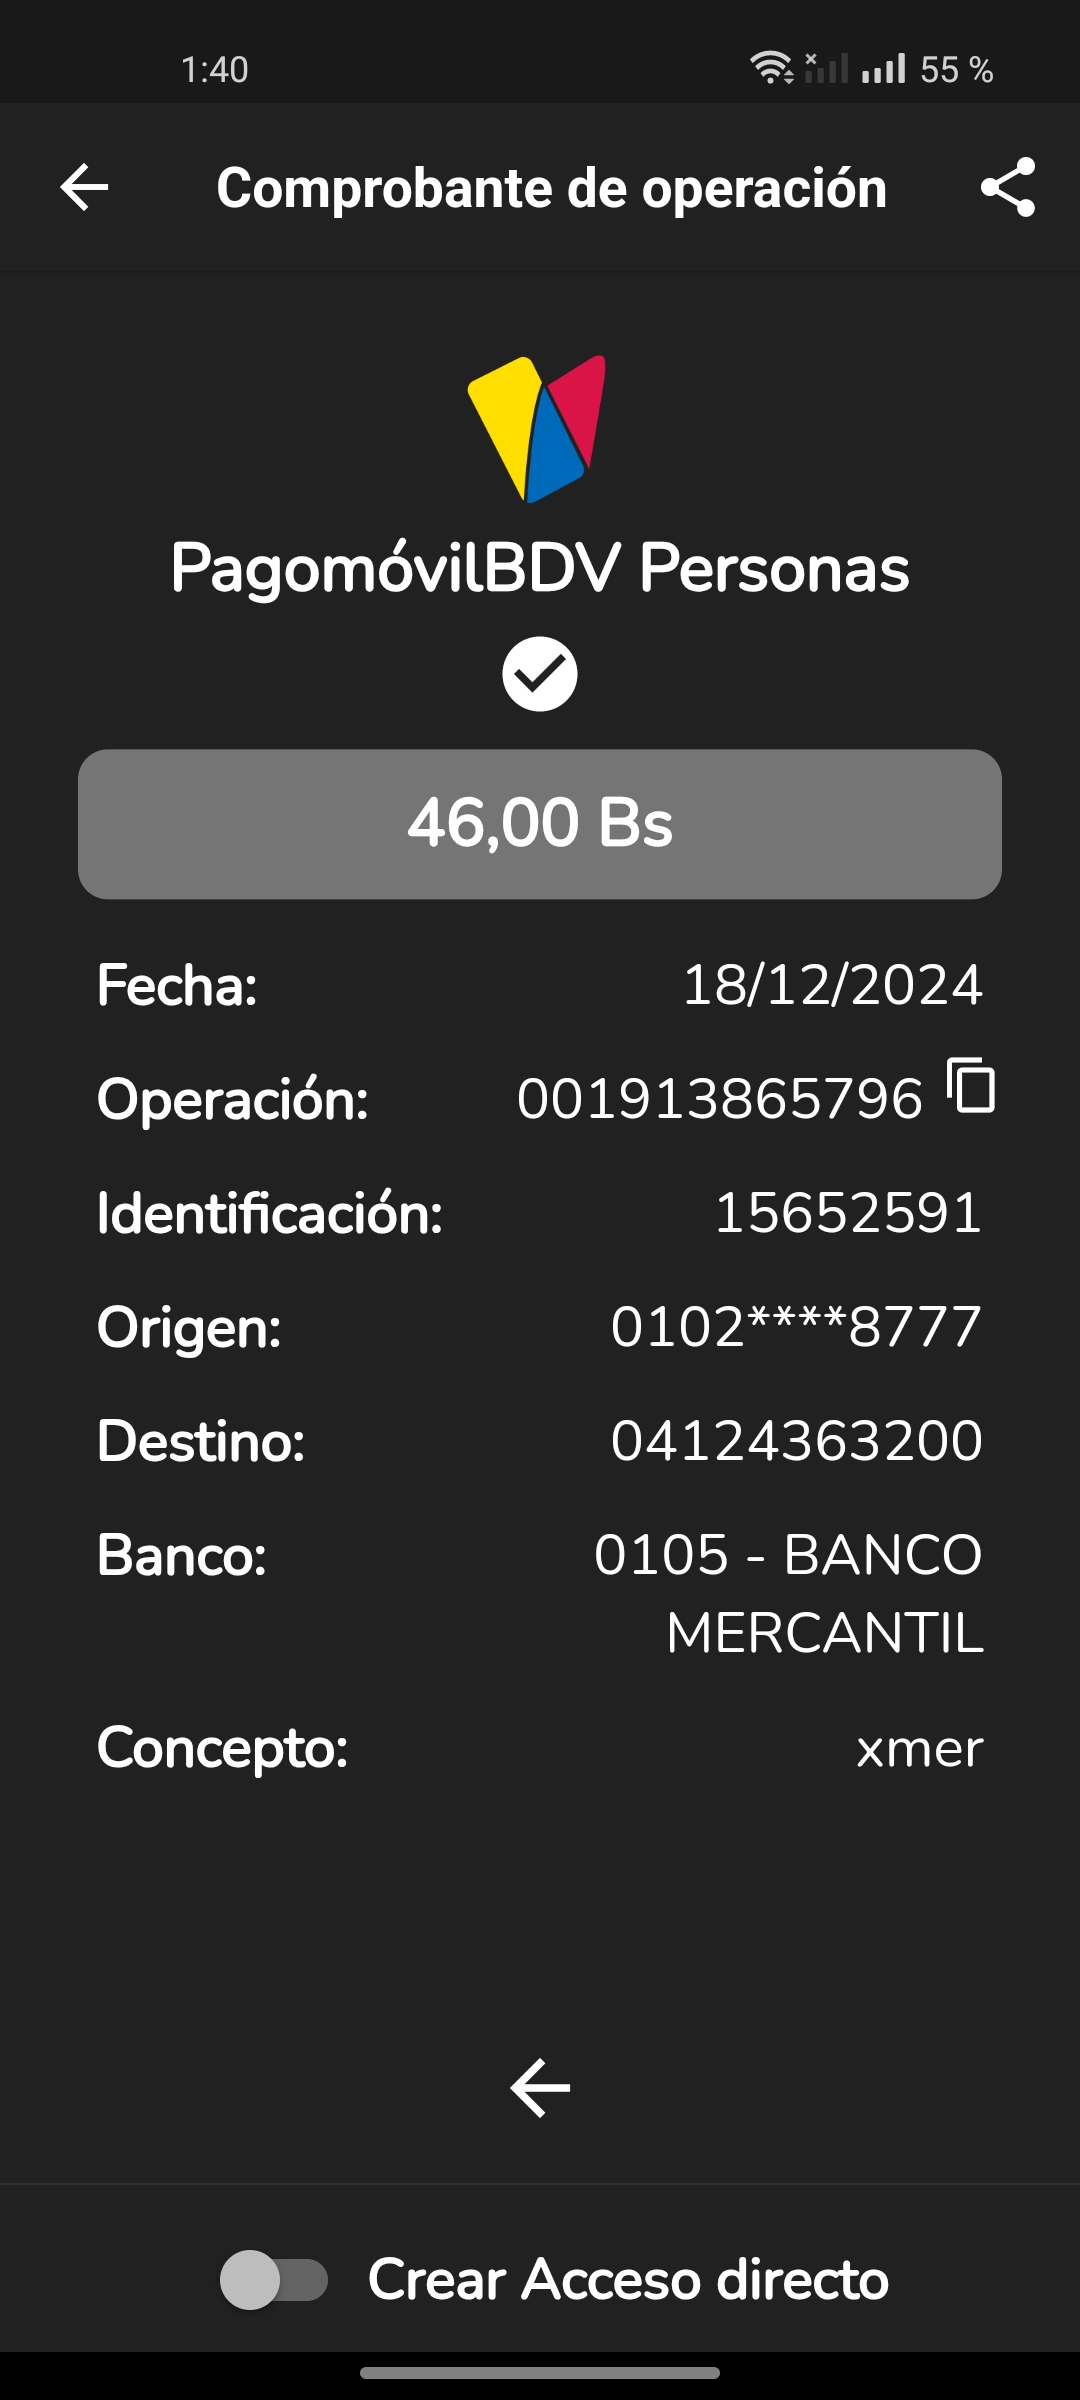 1:40
55 %
Comprobante de operación
PagomóvilBDV Personas
46,00 Bs
Fecha: 18/12/2024
Operación: 001913865796
Identificación: 15652591
Origen: 0102****8777
Destino: 04124363200
Banco: 0105 - BANCO
MERCANTIL
Concepto: xmer
Crear Acceso directo